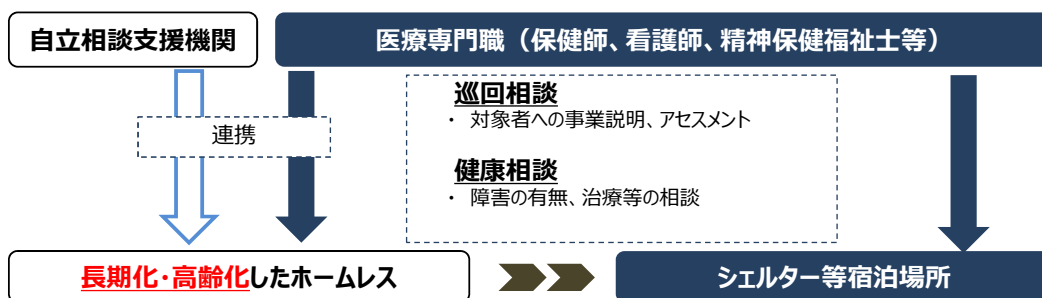 自立相談支援機関
医療専門職（保健師、看護師、精神保健福祉士等）
連携
巡回相談
・ 対象者への事業説明、アセスメント
健康相談
・ 障害の有無、治療等の相談
長期化・高齢化したホームレス
シェルター等宿泊場所